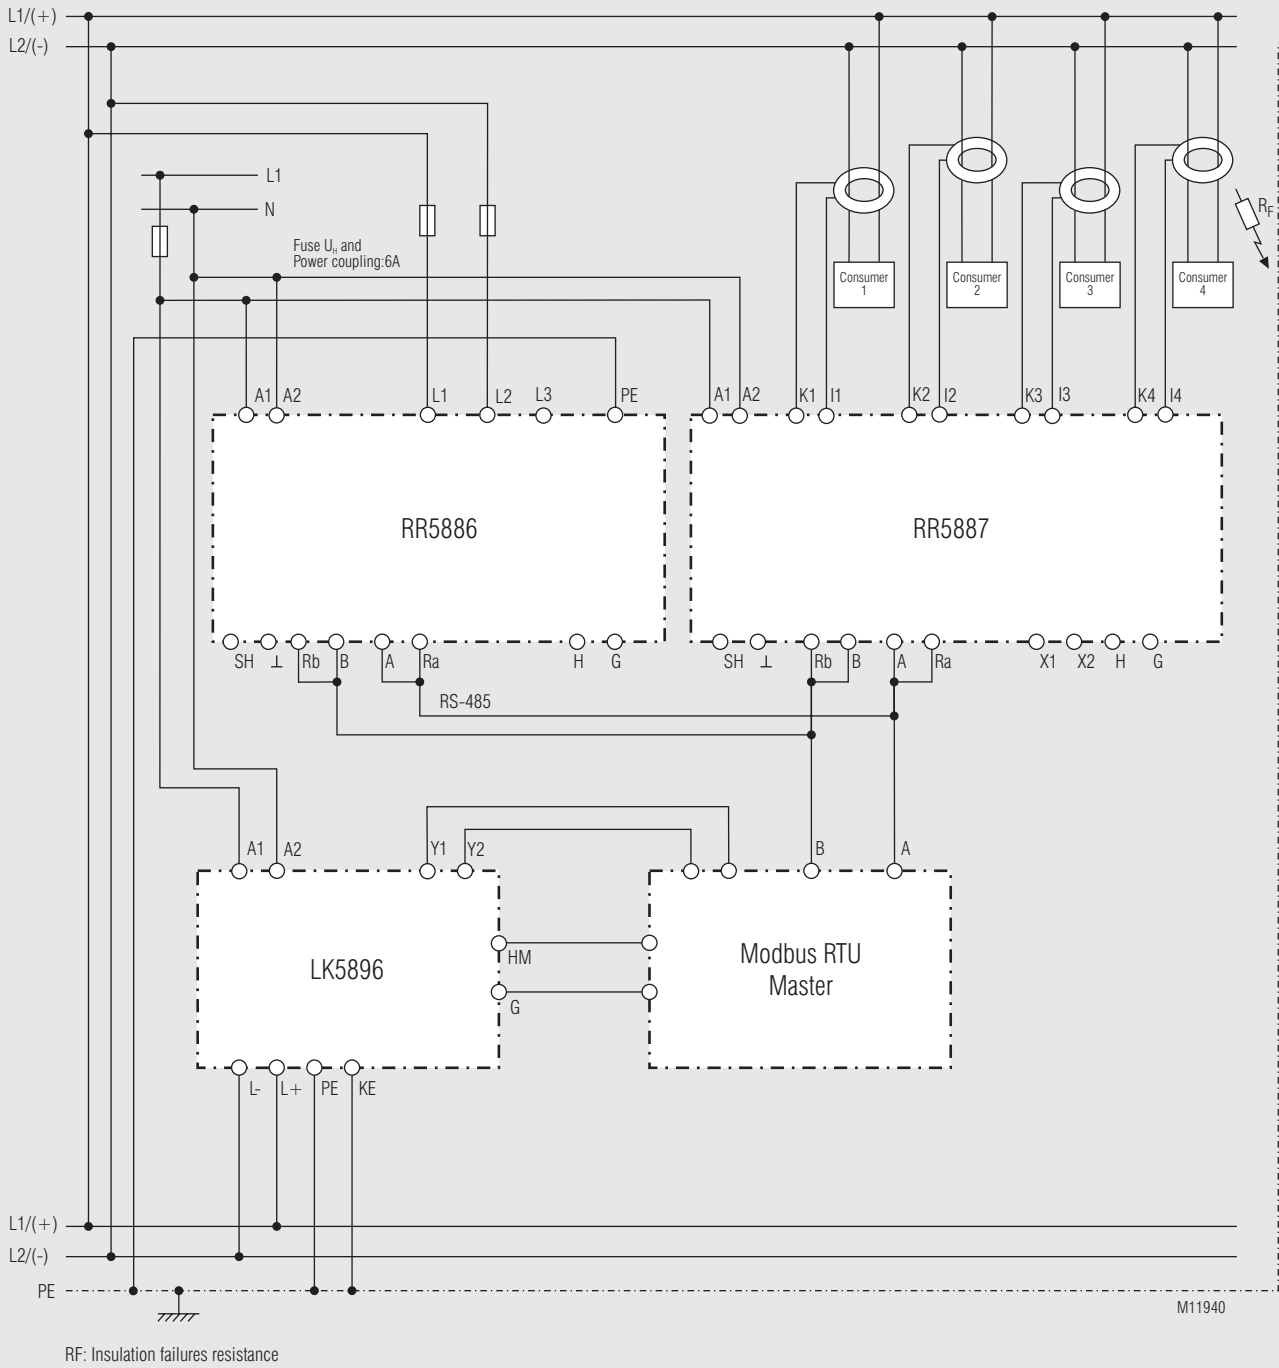 L1/(+)
L2/(-)
L1
N
Fuse U_H and
Power coupling:6A
R_F
Consumer
1
Consumer
2
Consumer
3
Consumer
4
A1 A2 L1 L2 L3 PE
A1 A2 K1 I1 K2 I2 K3 I3 K4 I4
RR5886
RR5887
SH ⊥ Rb B A Ra H G
SH ⊥ Rb B A Ra X1 X2 H G
RS-485
A1 A2 Y1 Y2
B A
LK5896
HM
G
Modbus RTU
Master
L- L+ PE KE
L1/(+)
L2/(-)
PE
M11940
RF: Insulation failures resistance